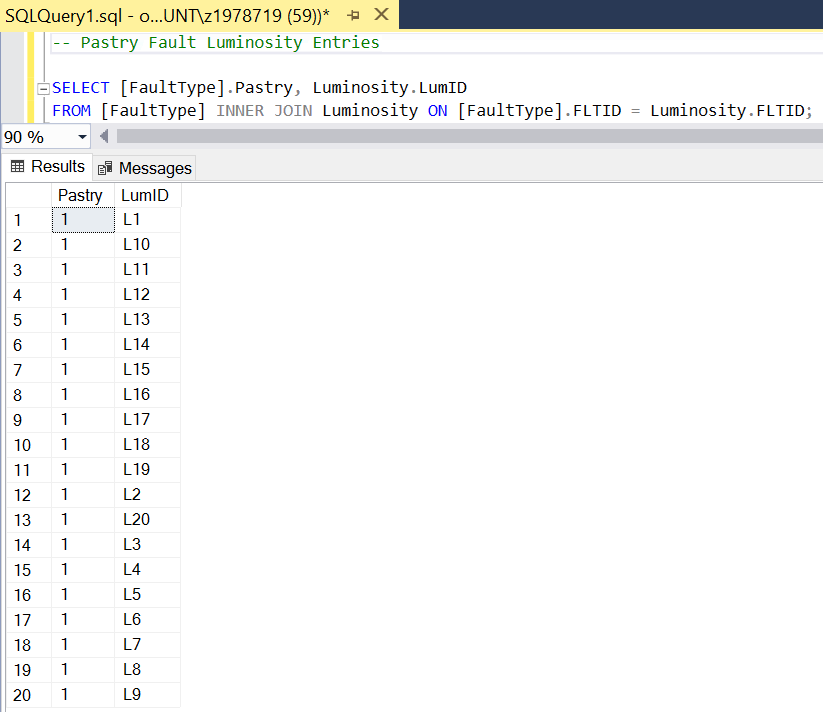 SQLQuery1.sql - o...UNT\z1978719 (59))*
-- Pastry Fault Luminosity Entries
SELECT [FaultType].Pastry, Luminosity.LumID
FROM [FaultType] INNER JOIN Luminosity ON [FaultType].FLTID = Luminosity.FLTID;
90 %
Results Messages
Pastry LumID
1 1 L1
2 1 L10
3 1 L11
4 1 L12
5 1 L13
6 1 L14
7 1 L15
8 1 L16
9 1 L17
10 1 L18
11 1 L19
12 1 L2
13 1 L20
14 1 L3
15 1 L4
16 1 L5
17 1 L6
18 1 L7
19 1 L8
20 1 L9